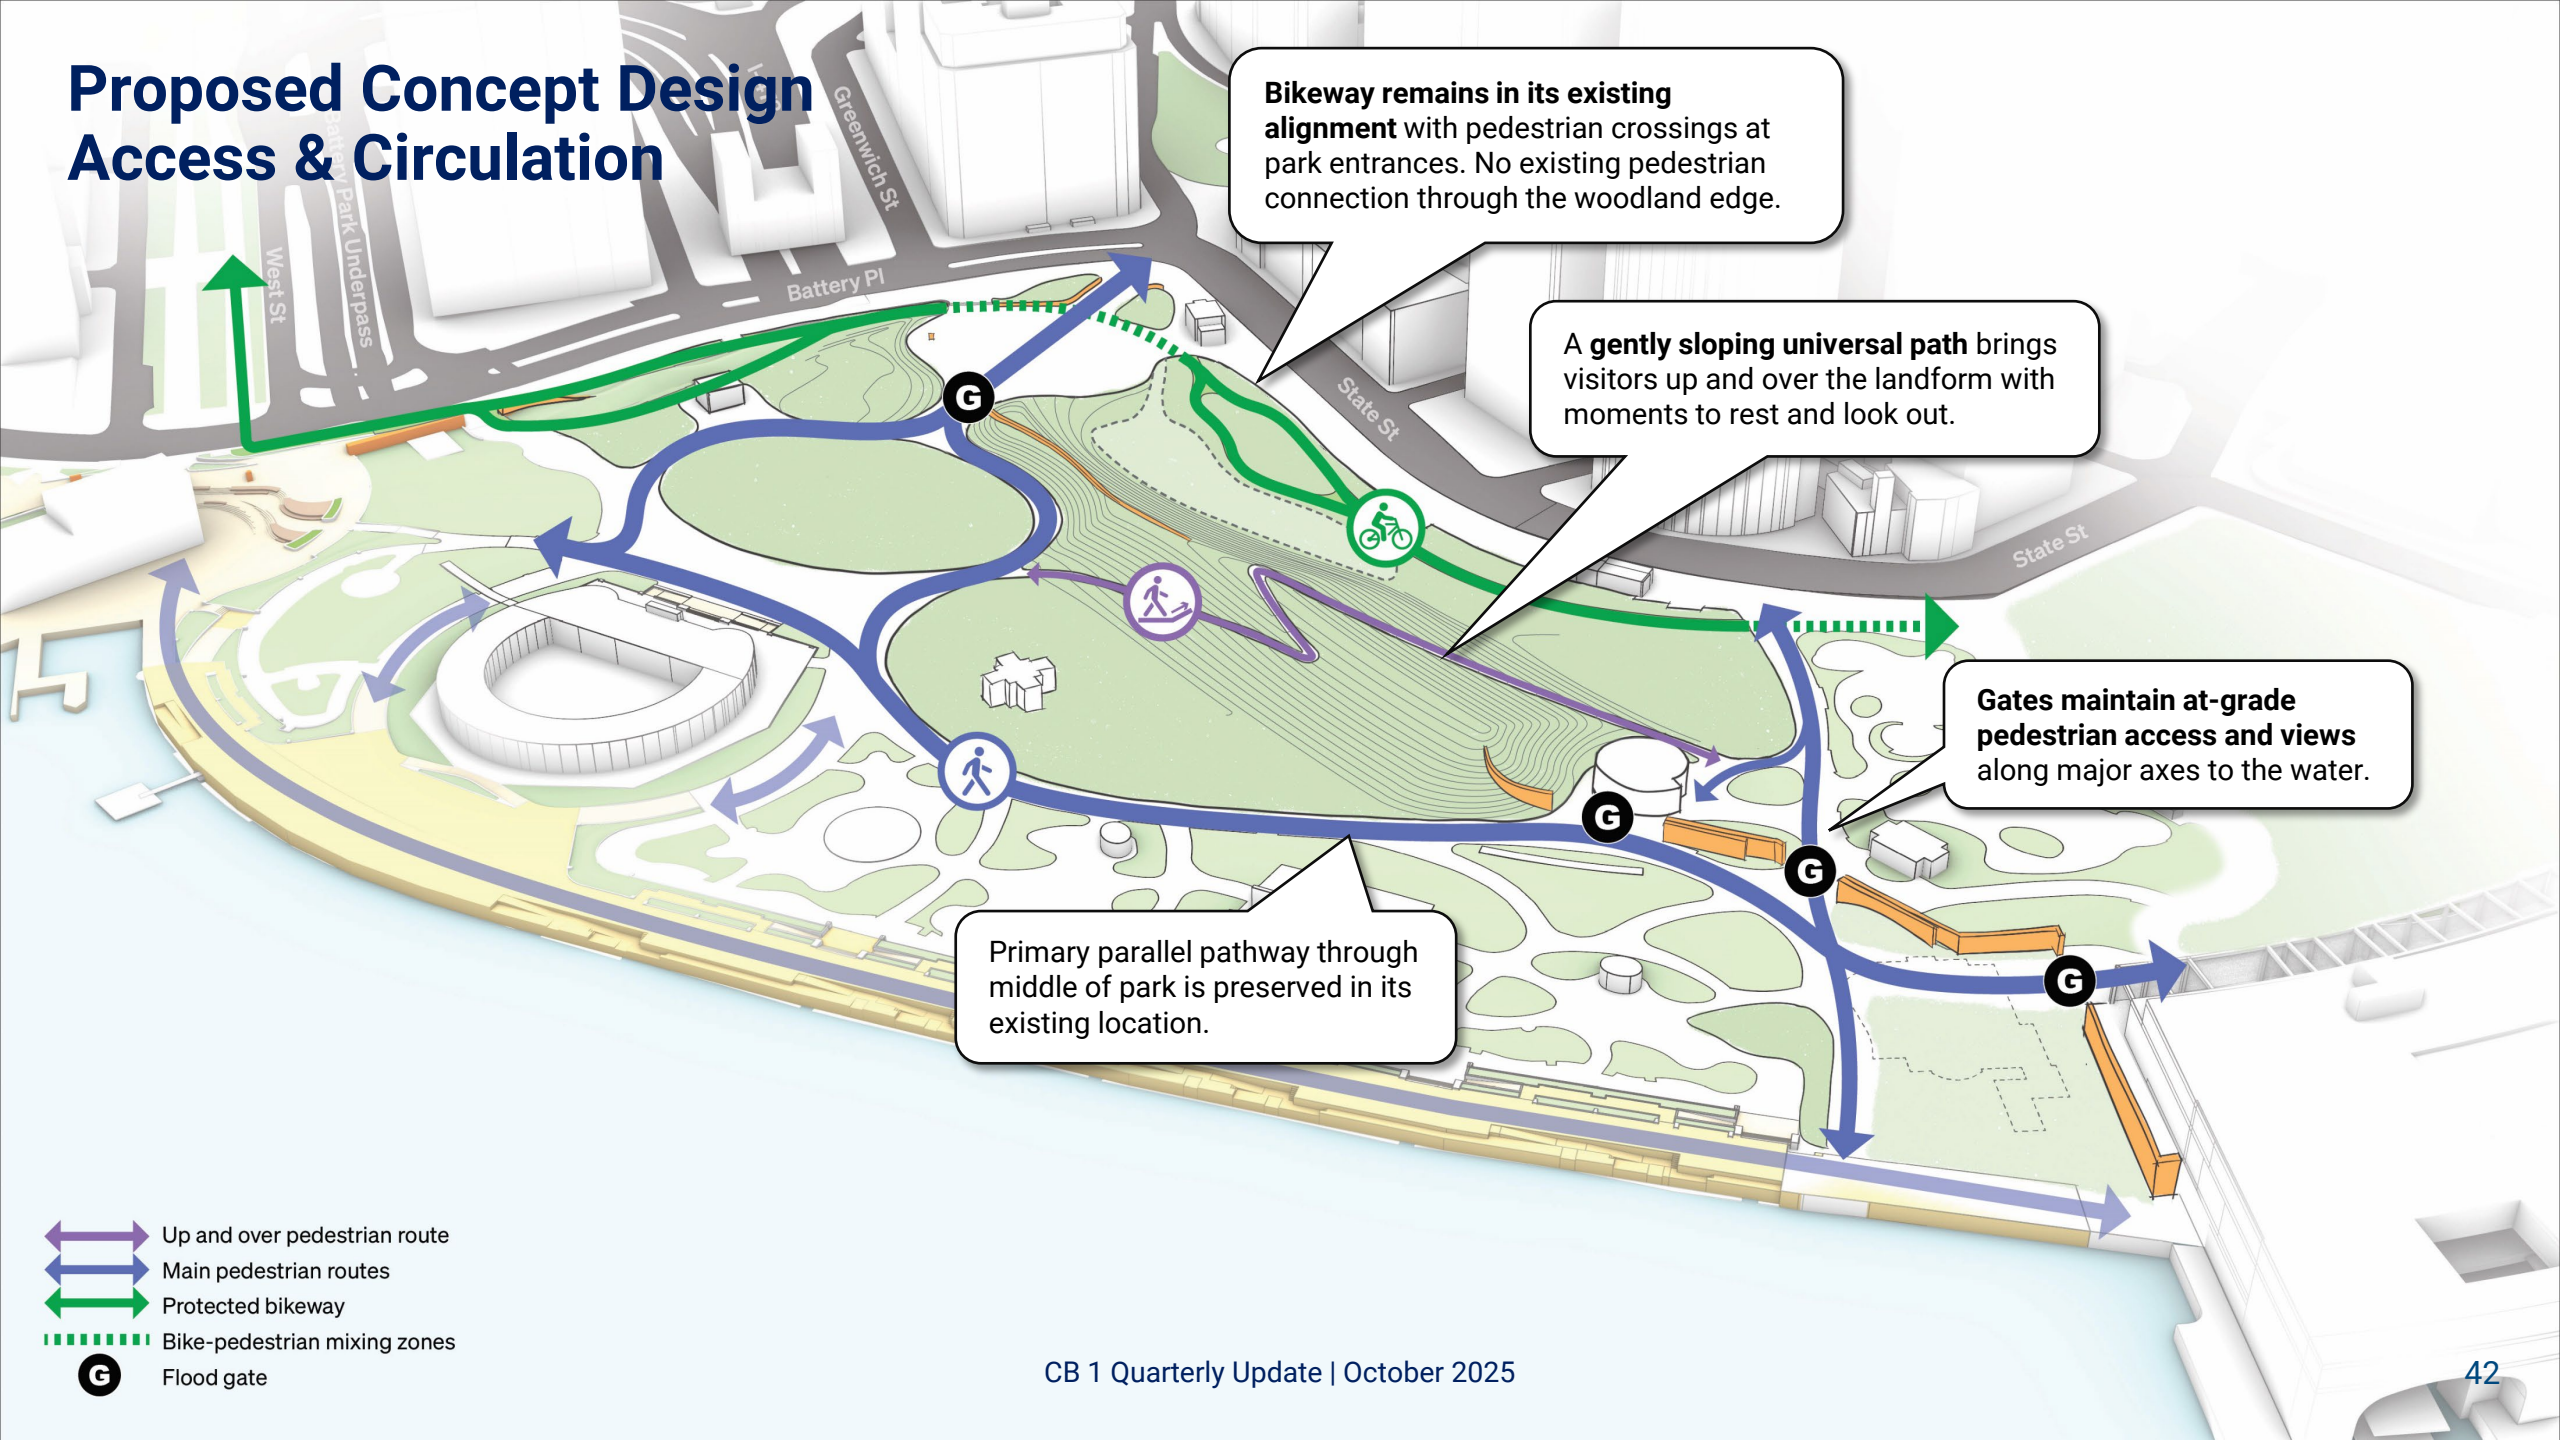 Proposed Concept Design
Access & Circulation
Bikeway remains in its existing
alignment with pedestrian crossings at
park entrances. No existing pedestrian
connection through the woodland edge.
A gently sloping universal path brings
visitors up and over the landform with
moments to rest and look out.
Gates maintain at-grade
pedestrian access and views
along major axes to the water.
Primary parallel pathway through
middle of park is preserved in its
existing location.
West St
Battery Park Underpass
Greenwich St
Battery Pl
State St
State St
G
G
G
G
Up and over pedestrian route
Main pedestrian routes
Protected bikeway
Bike-pedestrian mixing zones
G Flood gate
CB 1 Quarterly Update | October 2025
42